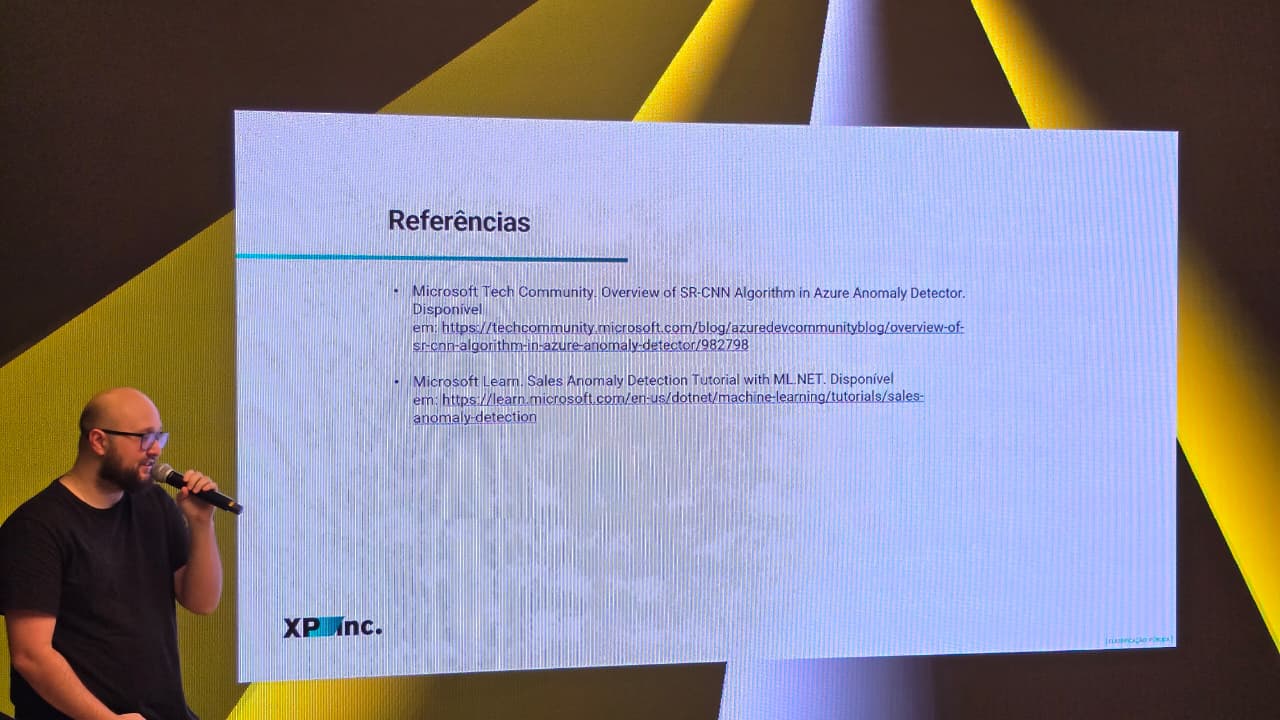 Referências
• Microsoft Tech Community. Overview of SR-CNN Algorithm in Azure Anomaly Detector.
Disponível
em: https://techcommunity.microsoft.com/blog/azuredevcommunityblog/overview-of-
sr-cnn-algorithm-in-azure-anomaly-detector/982798
• Microsoft Learn. Sales Anomaly Detection Tutorial with ML.NET. Disponível
em: https://learn.microsoft.com/en-us/dotnet/machine-learning/tutorials/sales-
anomaly-detection
XP Inc.
[CLASSIFICAÇÃO: PÚBLICA]